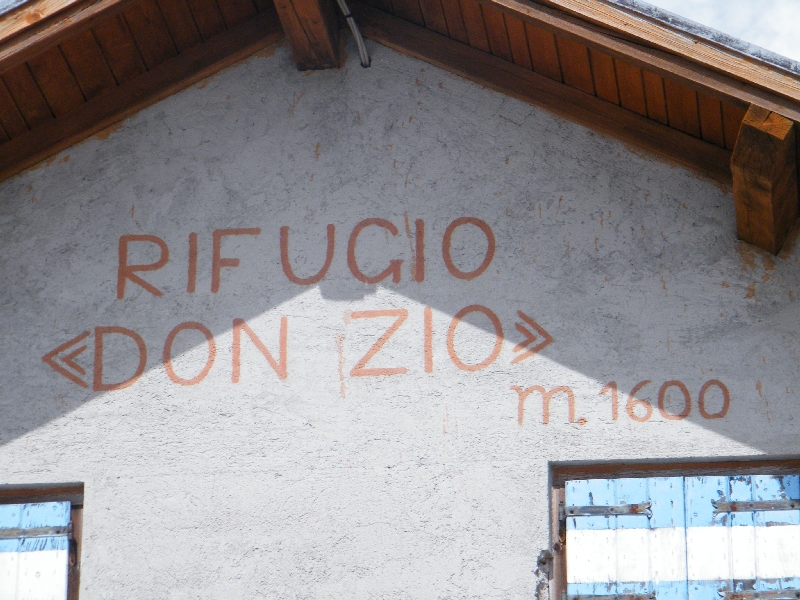 RIFUGIO
«DON ZIO»
m. 1600